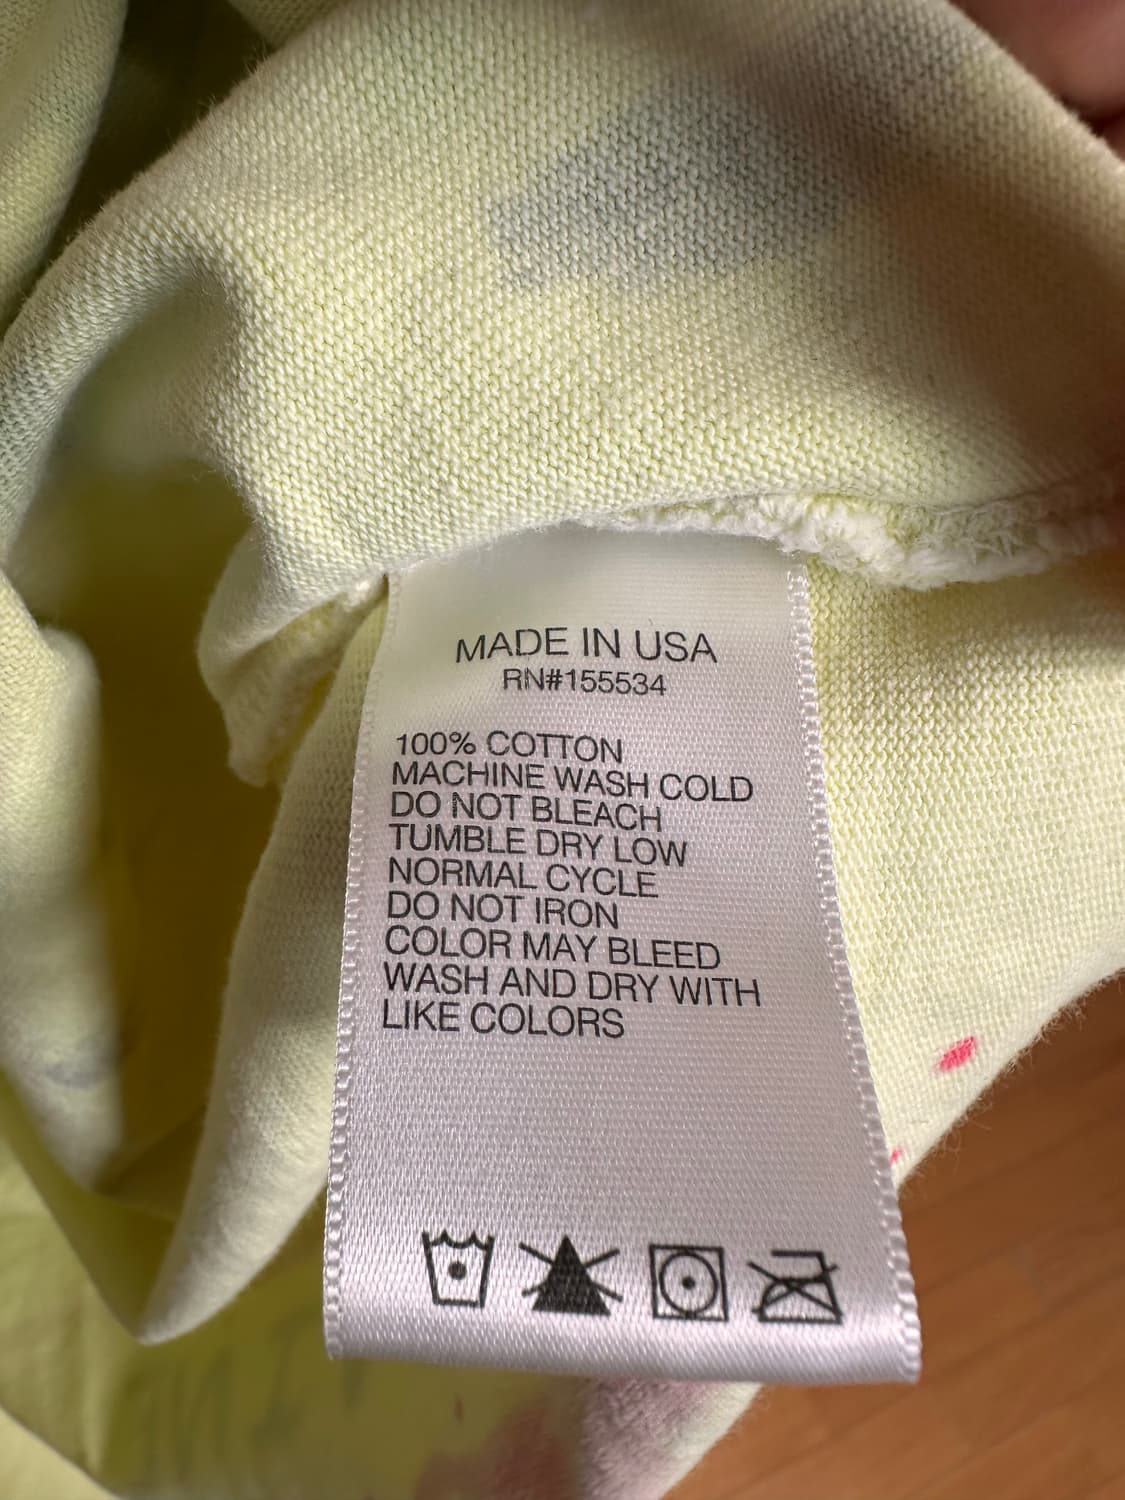 MADE IN USA
RN#155534
100% COTTON
MACHINE WASH COLD
DO NOT BLEACH
TUMBLE DRY LOW
NORMAL CYCLE
DO NOT IRON
COLOR MAY BLEED
WASH AND DRY WITH
LIKE COLORS